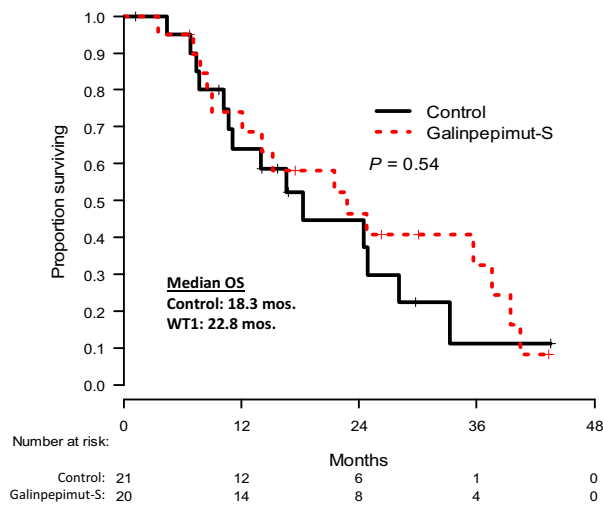 1.0
0.9
0.8
0.7
0.6
0.5
0.4
0.3
0.2
0.1
0.0
Proportion surviving
Control
Galinpepimut-S
P = 0.54
Median OS
Control: 18.3 mos.
WT1: 22.8 mos.
0 12 24 36 48
Number at risk:
Months
Control: 21 12 6 1 0
Galinpepimut-S: 20 14 8 4 0